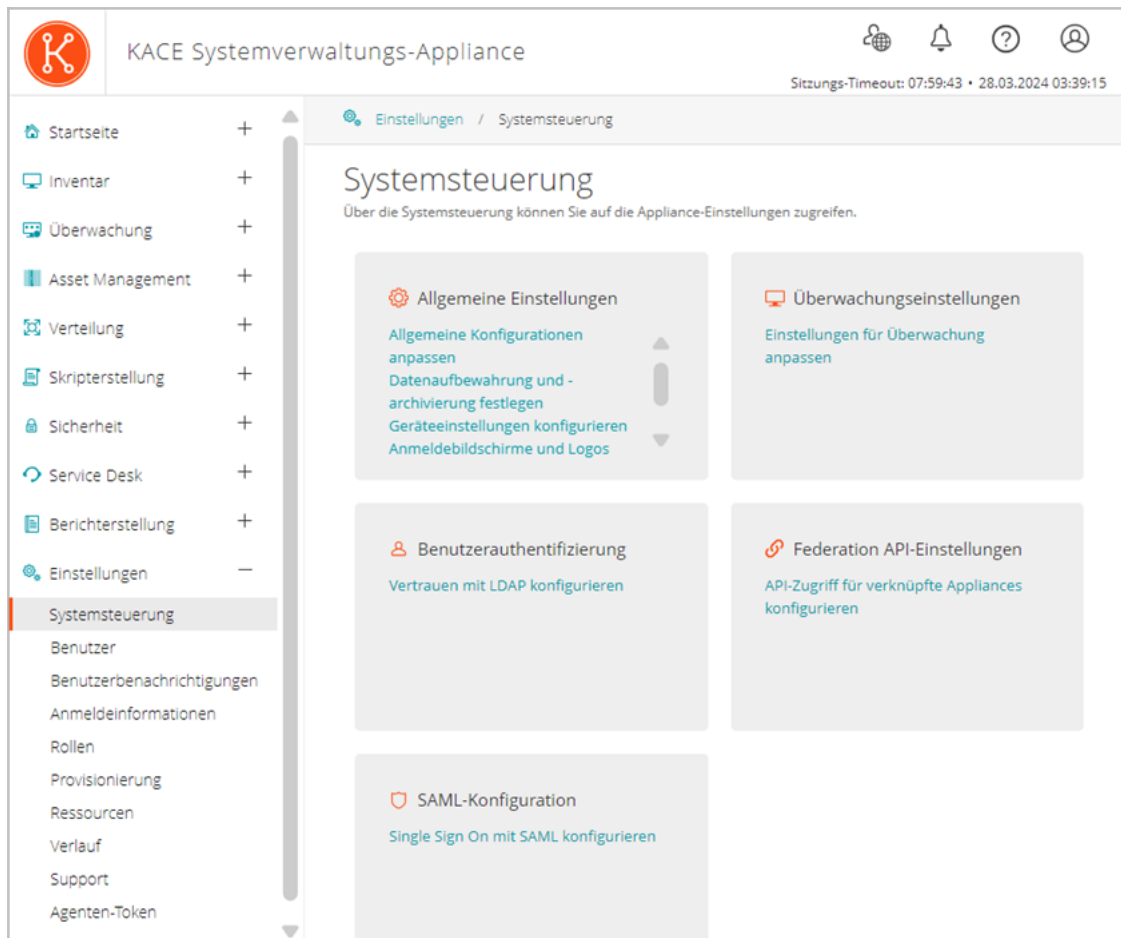 KACE Systemverwaltungs-Appliance
Sitzungs-Timeout: 07:59:43 • 28.03.2024 03:39:15
Startseite +
Inventar +
Überwachung +
Asset Management +
Verteilung +
Skripterstellung +
Sicherheit +
Service Desk +
Berichterstellung +
Einstellungen −
Systemsteuerung
Benutzer
Benutzerbenachrichtigungen
Anmeldeinformationen
Rollen
Provisionierung
Ressourcen
Verlauf
Support
Agenten-Token
Einstellungen / Systemsteuerung
Systemsteuerung
Über die Systemsteuerung können Sie auf die Appliance-Einstellungen zugreifen.
Allgemeine Einstellungen
Allgemeine Konfigurationen
anpassen
Datenaufbewahrung und -
archivierung festlegen
Geräteeinstellungen konfigurieren
Anmeldebildschirme und Logos
Überwachungseinstellungen
Einstellungen für Überwachung
anpassen
Benutzerauthentifizierung
Vertrauen mit LDAP konfigurieren
Federation API-Einstellungen
API-Zugriff für verknüpfte Appliances
konfigurieren
SAML-Konfiguration
Single Sign On mit SAML konfigurieren